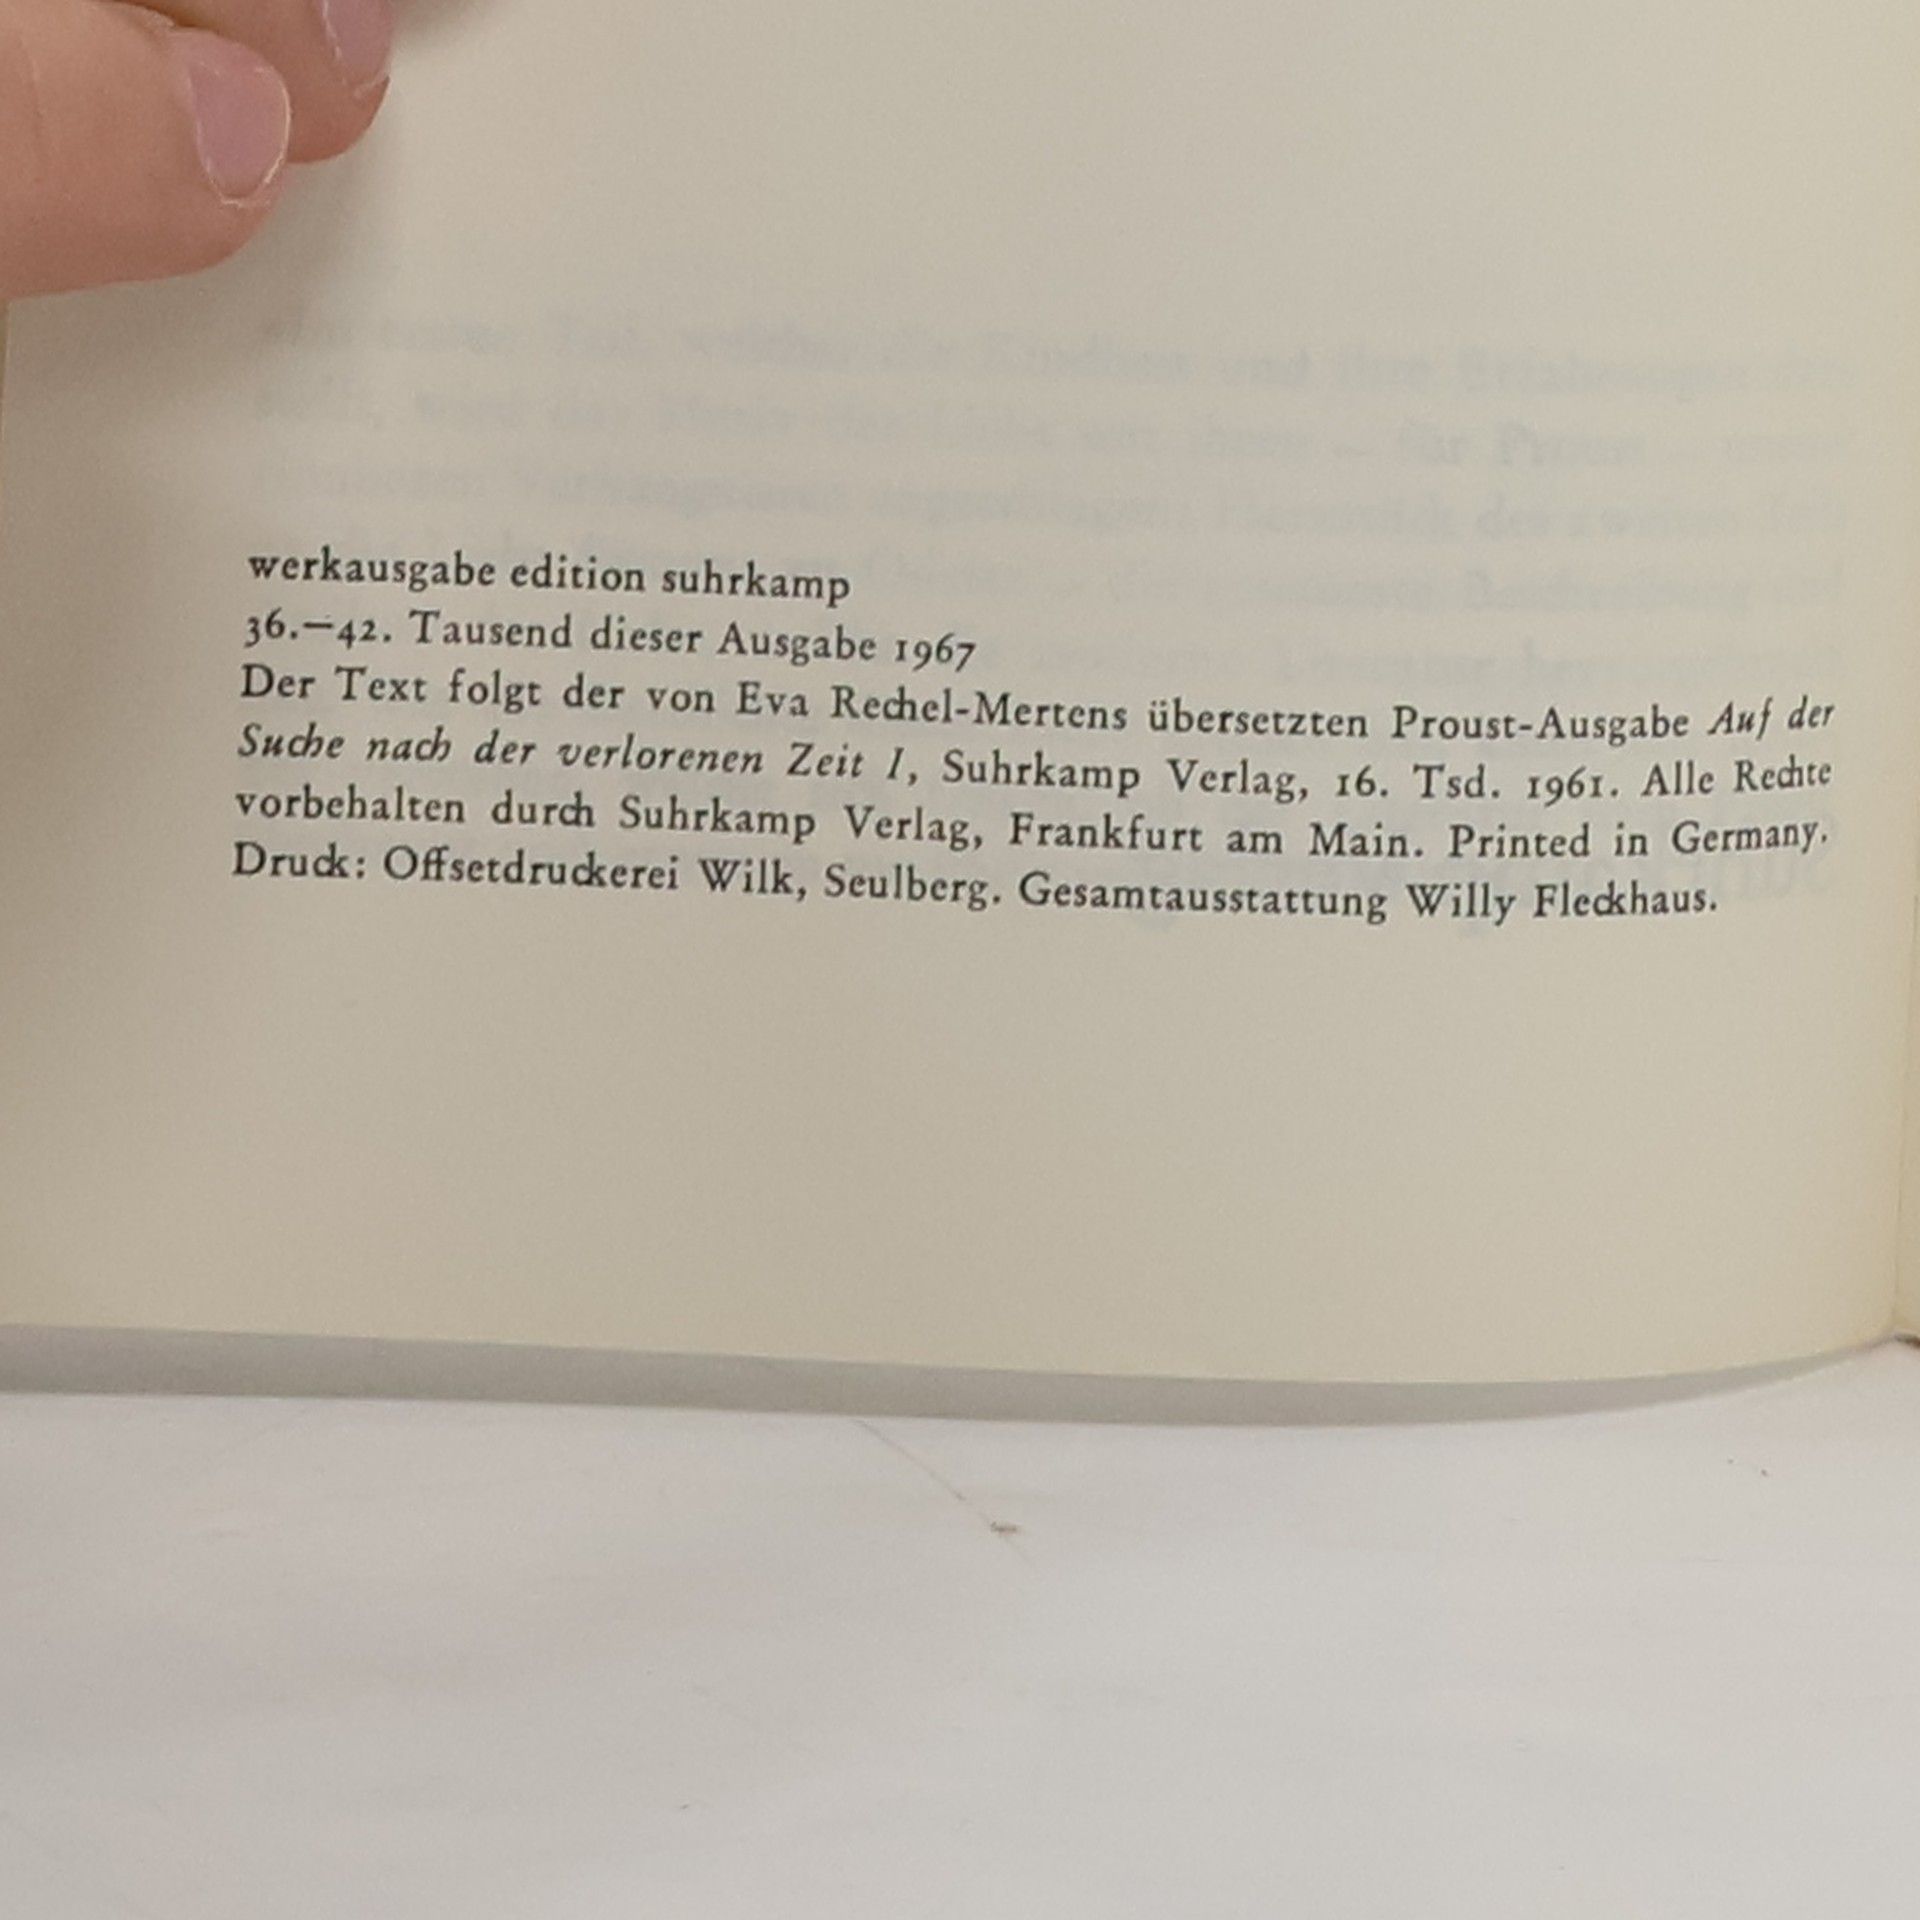 werkausgabe edition suhrkamp
36.–42. Tausend dieser Ausgabe 1967
Der Text folgt der von Eva Rechel-Mertens übersetzten Proust-Ausgabe Auf der
Suche nach der verlorenen Zeit I, Suhrkamp Verlag, 16. Tsd. 1961. Alle Rechte
vorbehalten durch Suhrkamp Verlag, Frankfurt am Main. Printed in Germany.
Druck: Offsetdruckerei Wilk, Seulberg. Gesamtausstattung Willy Fleckhaus.